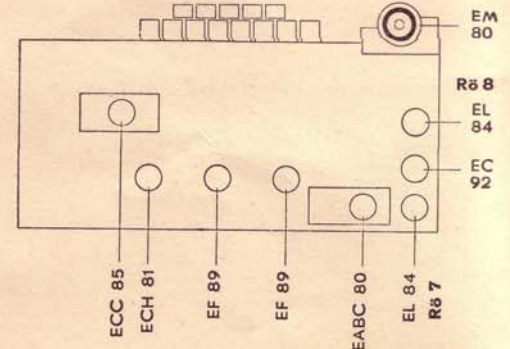 EM
80
Rö 8
EL
84
EC
92
ECC 85
ECH 81
EF 89
EF 89
EABC 80
EL 84
Rö 7